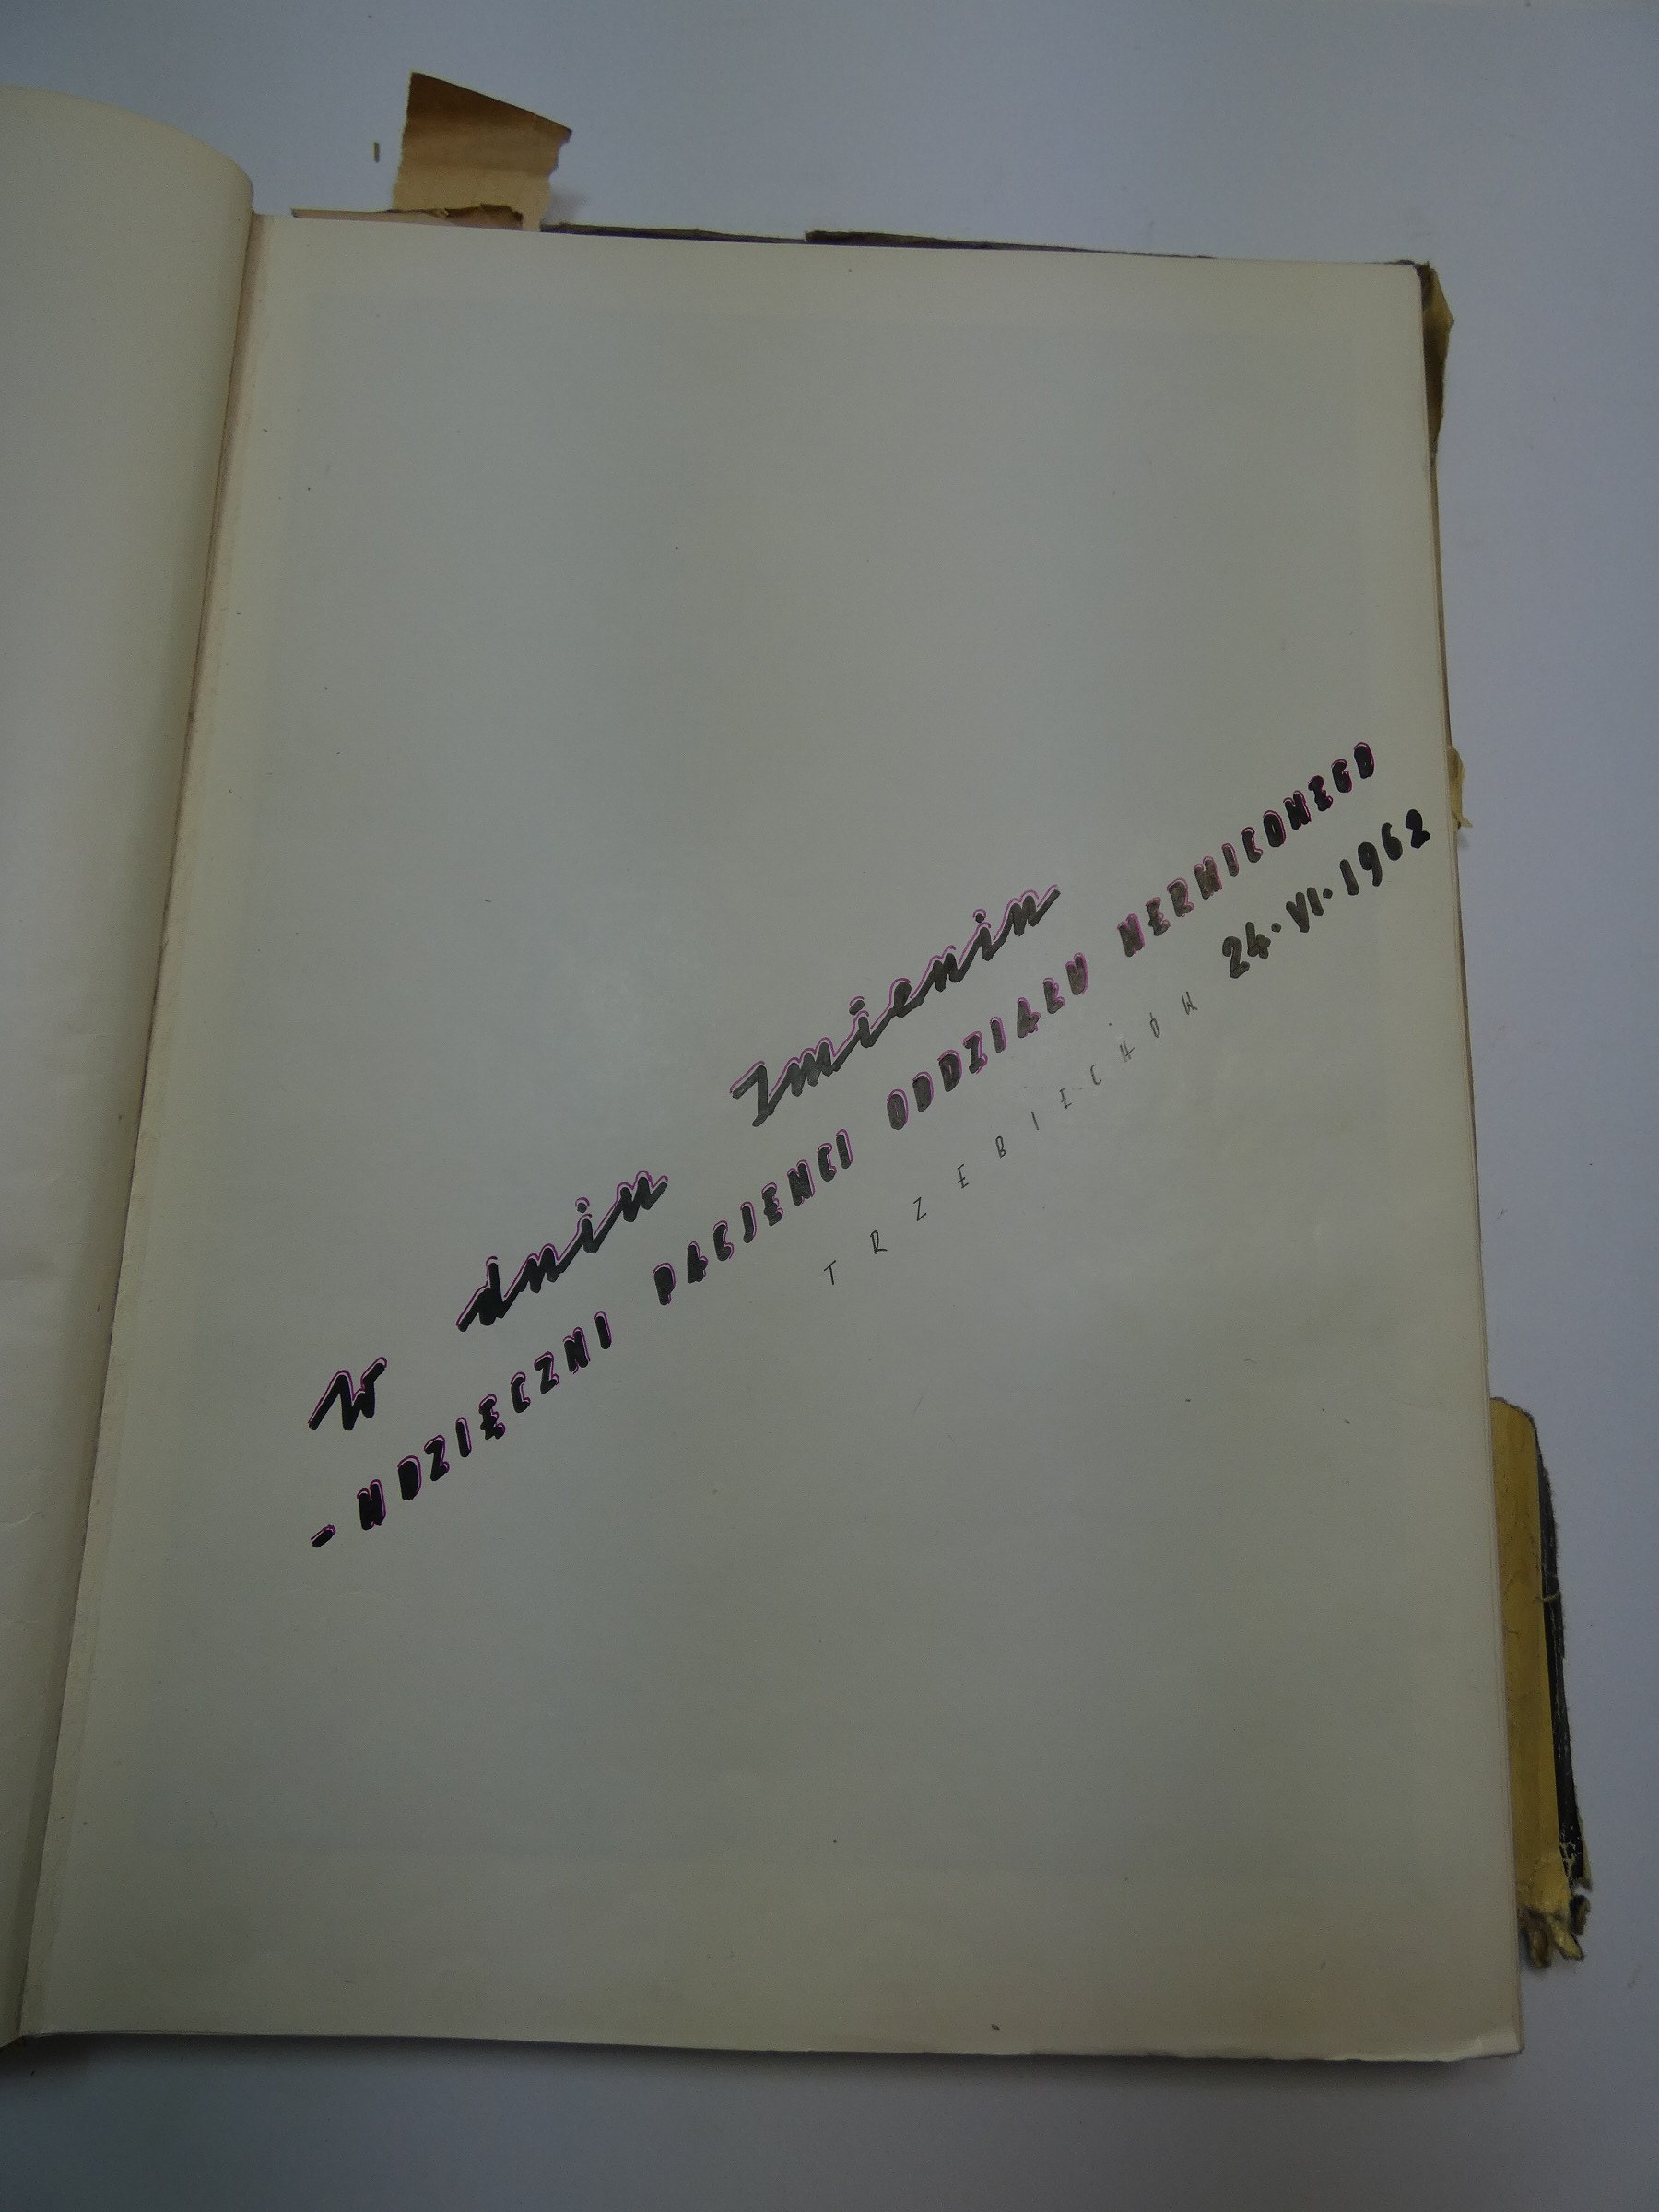 W dniu Imienin
- WDZIĘCZNI PACJENCI ODDZIAŁU NERWICOWEGO
TRZEBIECHÓW 24.VI.1962